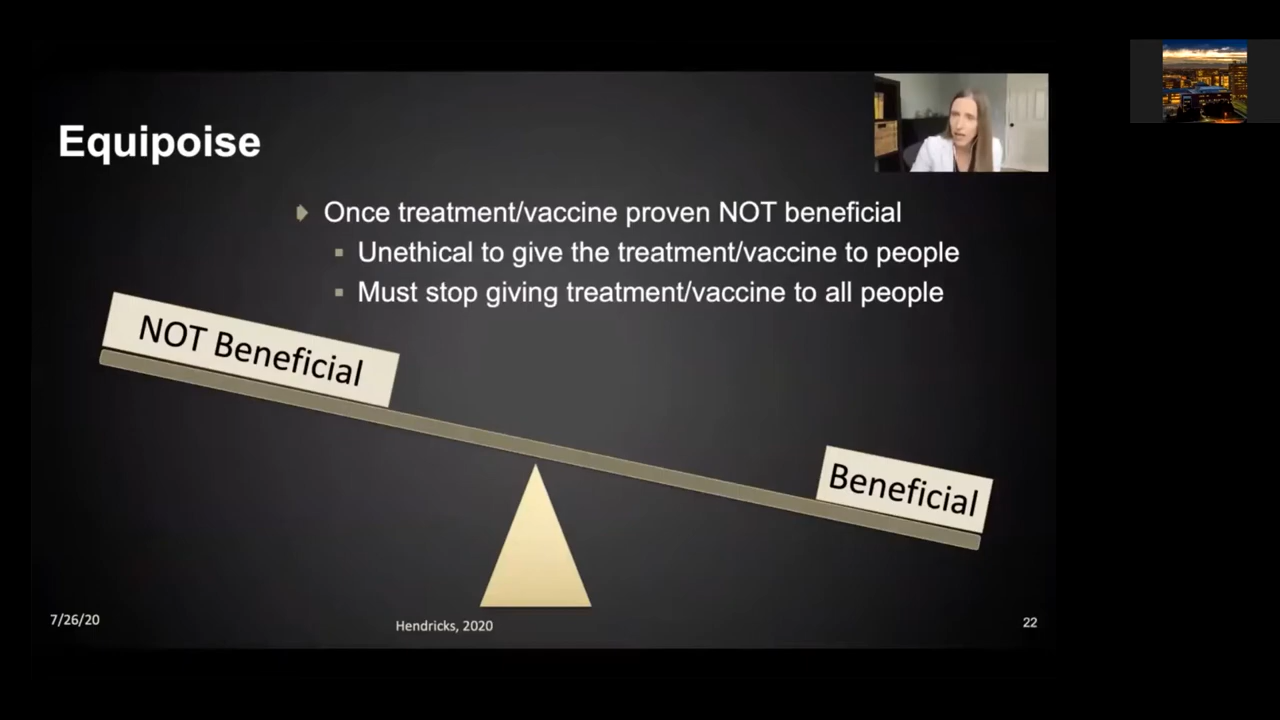 Equipoise
Once treatment/vaccine proven NOT beneficial
Unethical to give the treatment/vaccine to people
Must stop giving treatment/vaccine to all people
NOT Beneficial
Beneficial
7/26/20
Hendricks, 2020
22